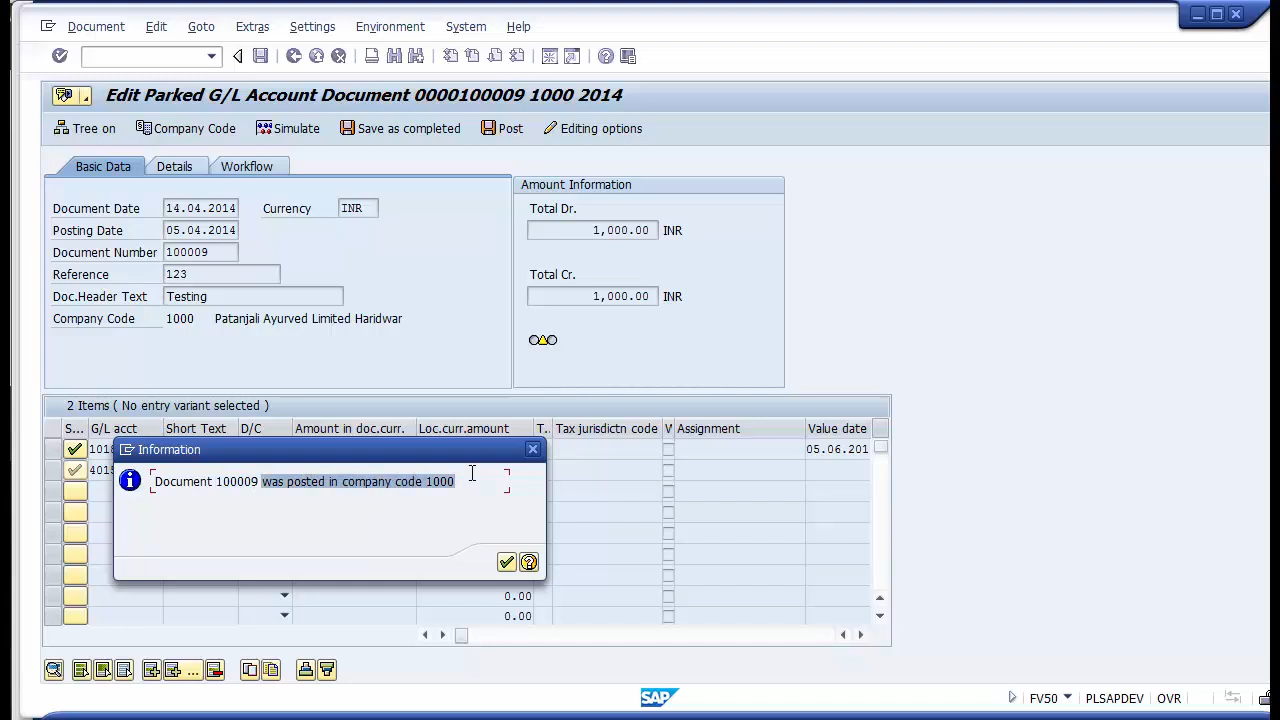 Document Edit Goto Extras Settings Environment System Help
Edit Parked G/L Account Document 0000100009 1000 2014
Tree on Company Code Simulate Save as completed Post Editing options
Basic Data Details Workflow
Amount Information
Document Date 14.04.2014 Currency INR
Total Dr.
Posting Date 05.04.2014
1,000.00 INR
Document Number 100009
Reference 123
Total Cr.
Doc.Header Text Testing
1,000.00 INR
Company Code 1000 Patanjali Ayurved Limited Haridwar
2 Items ( No entry variant selected )
S... G/L acct Short Text D/C Amount in doc.curr. Loc.curr.amount T.. Tax jurisdictn code V Assignment Value date
05.06.201
Information
Document 100009 was posted in company code 1000
0.00
0.00
SAP
FV50 PLSAPDEV OVR